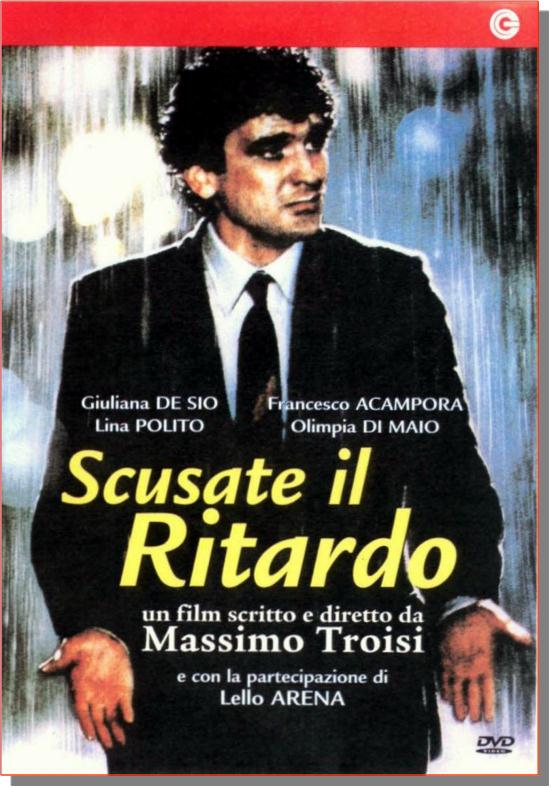 Giuliana DE SIO Francesco ACAMPORA
Lina POLITO Olimpia DI MAIO
Scusate il
Ritardo
un film scritto e diretto da
Massimo Troisi
e con la partecipazione di
Lello ARENA
DVD
VIDEO